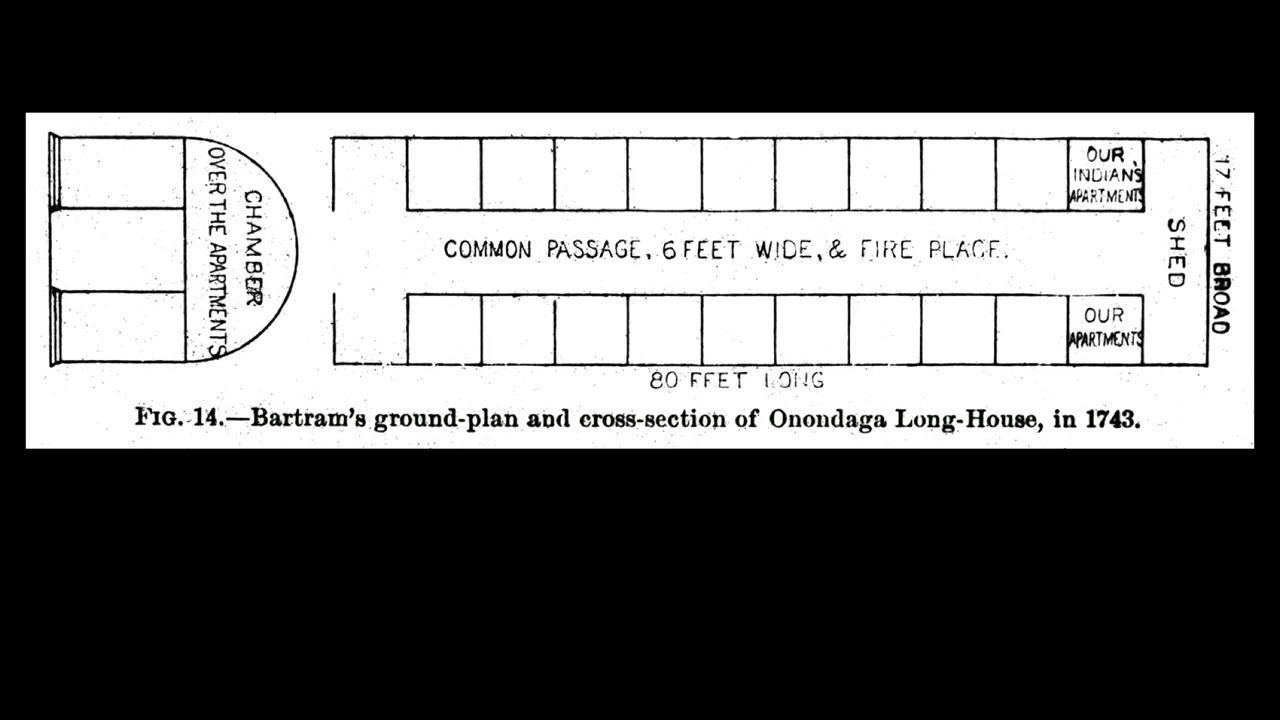 CHAMBER
OVER THE APARTMENTS
OUR
INDIANS
APARTMENTS
COMMON PASSAGE, 6 FEET WIDE, & FIRE PLACE.
OUR
APARTMENTS
SHED
17 FEET BROAD
80 FEET LONG
FIG. 14.—Bartram's ground-plan and cross-section of Onondaga Long-House, in 1743.